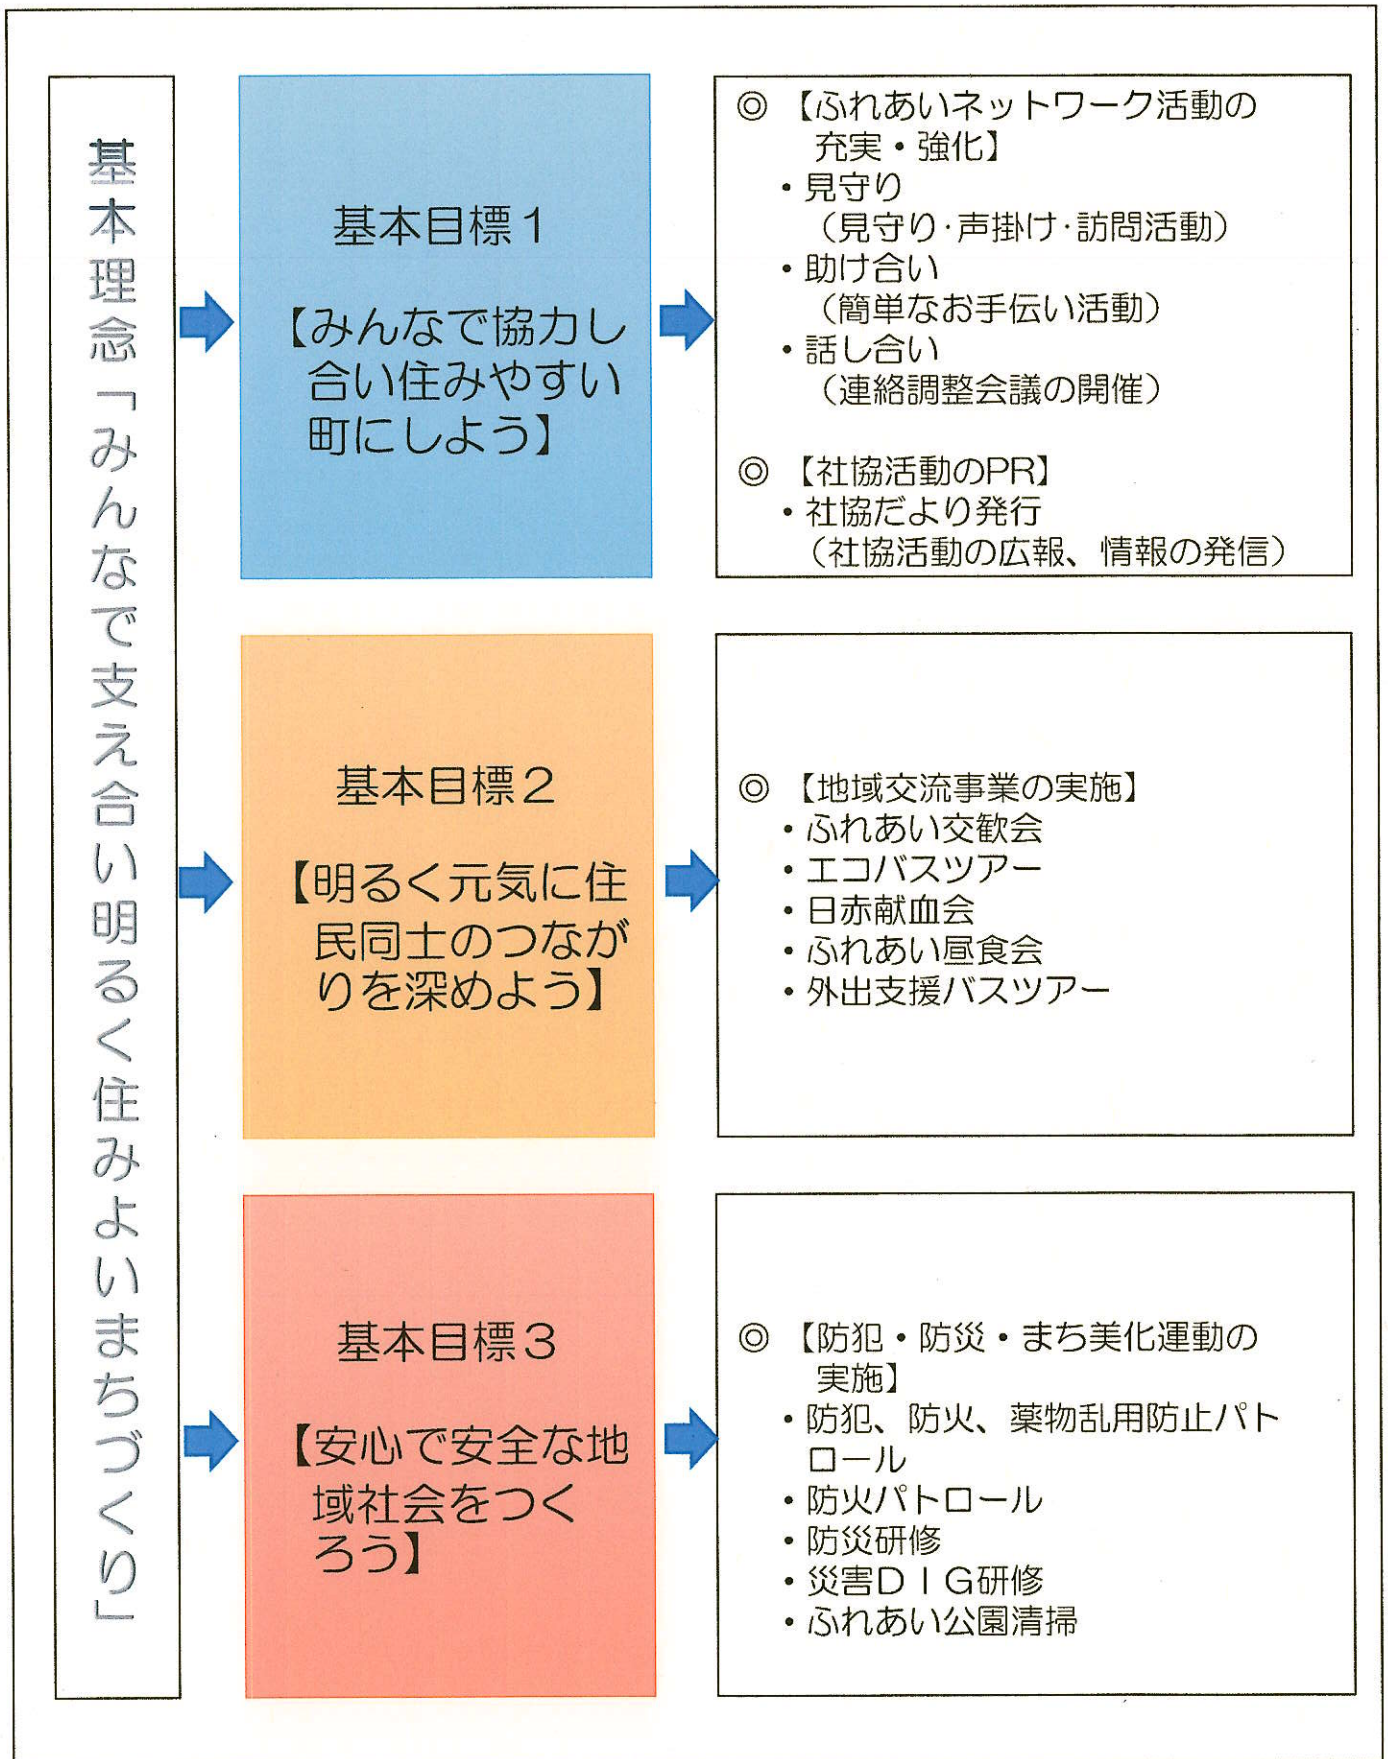 基本理念「みんなで支え合い明るく住みよいまちづくり」
基本目標1
【みんなで協力し
合い住みやすい
町にしよう】
◎ 【ふれあいネットワーク活動の
充実・強化】
・見守り
(見守り・声掛け・訪問活動)
・助け合い
(簡単なお手伝い活動)
・話し合い
(連絡調整会議の開催)
◎ 【社協活動のPR】
・社協だより発行
(社協活動の広報、情報の発信)
基本目標2
【明るく元気に住
民同士のつなが
りを深めよう】
◎ 【地域交流事業の実施】
・ふれあい交歓会
・エコバスツアー
・日赤献血会
・ふれあい昼食会
・外出支援バスツアー
基本目標3
【安心で安全な地
域社会をつく
ろう】
◎ 【防犯・防災・まち美化運動の
実施】
・防犯、防火、薬物乱用防止パト
ロール
・防火パトロール
・防災研修
・災害DIG研修
・ふれあい公園清掃